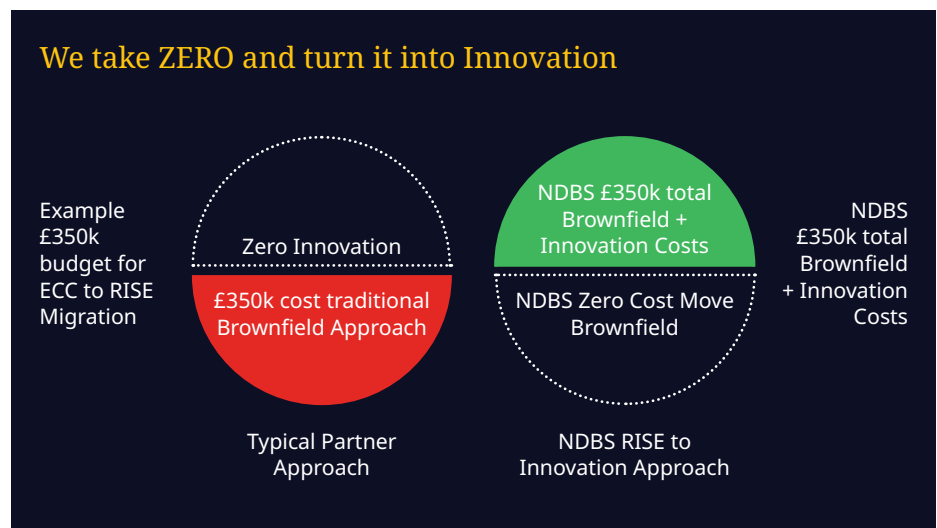 We take ZERO and turn it into Innovation
Example
£350k
budget for
ECC to RISE
Migration
Zero Innovation
£350k cost traditional
Brownfield Approach
Typical Partner
Approach
NDBS £350k total
Brownfield +
Innovation Costs
NDBS Zero Cost Move
Brownfield
NDBS RISE to
Innovation Approach
NDBS
£350k total
Brownfield
+ Innovation
Costs